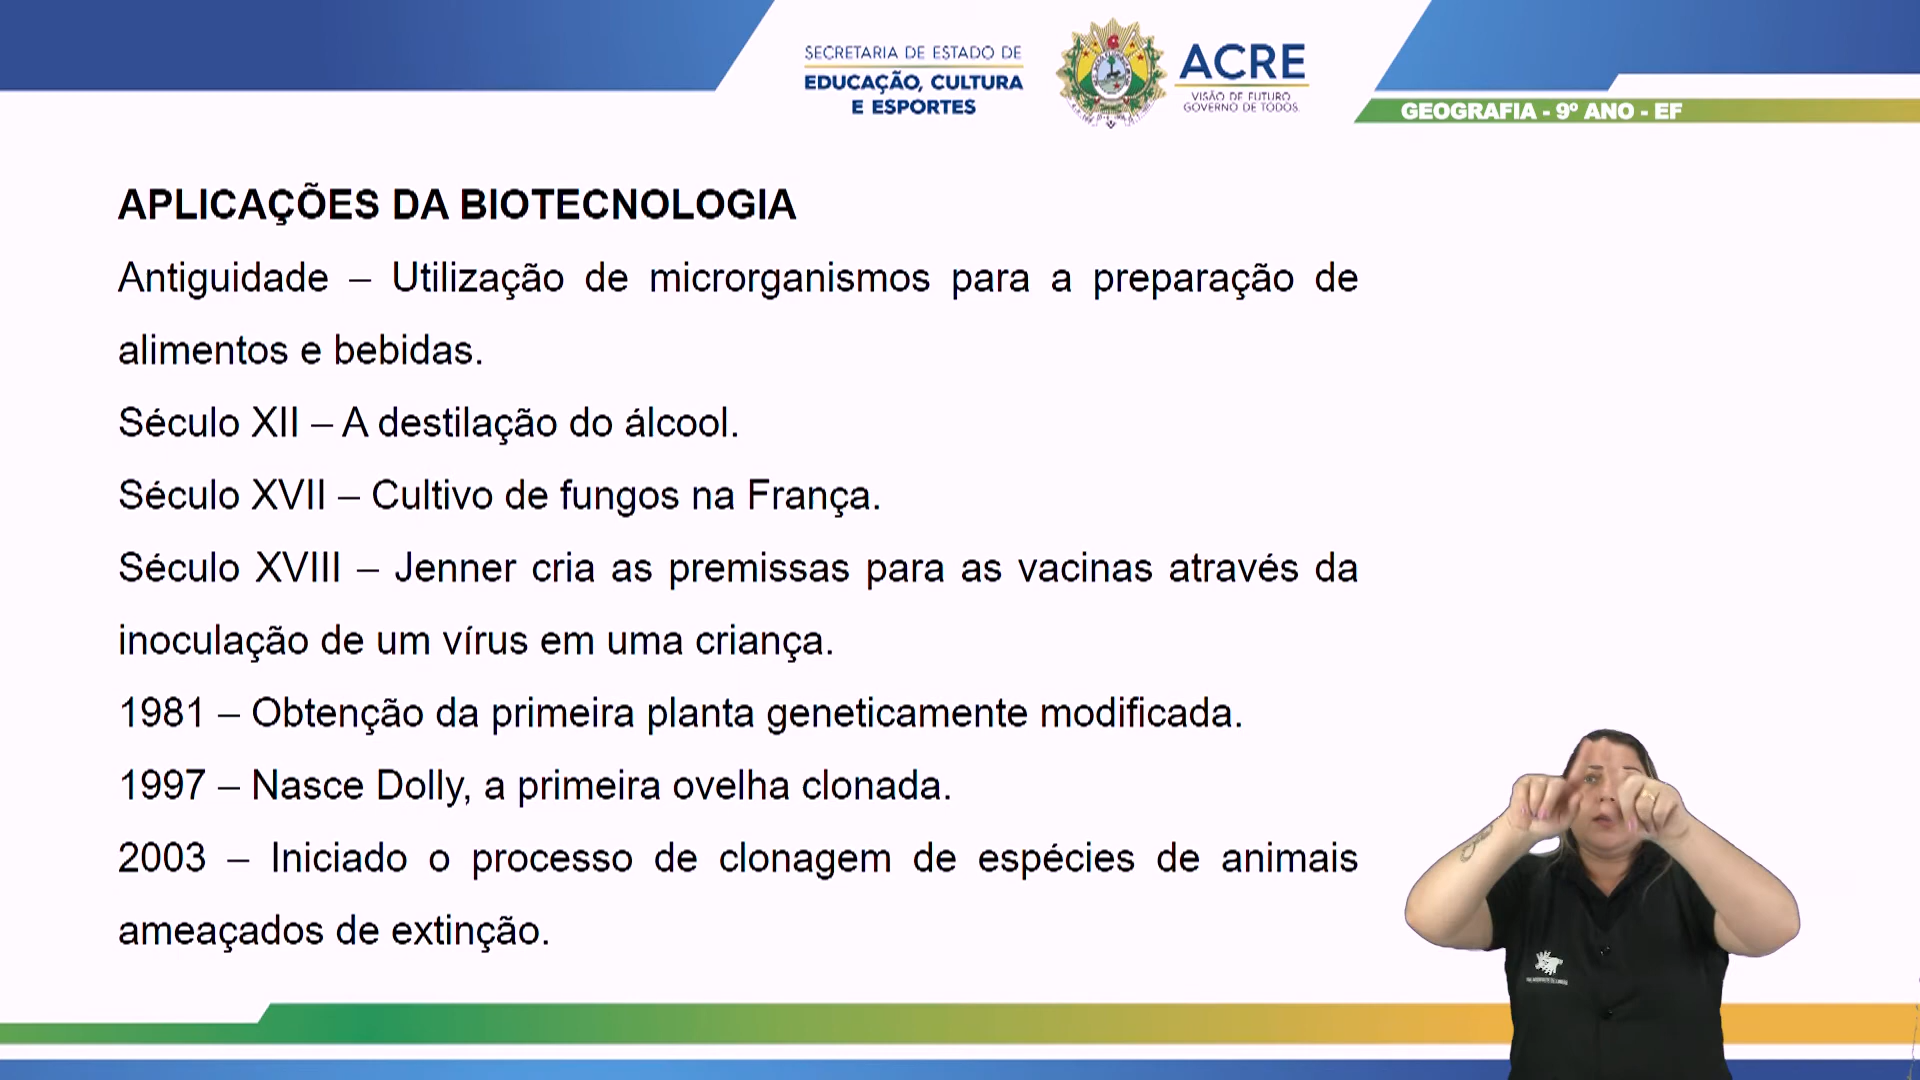 SECRETARIA DE ESTADO DE
EDUCAÇÃO, CULTURA
E ESPORTES
ACRE
VISÃO DE FUTURO
GOVERNO DE TODOS
GEOGRAFIA - 9º ANO - EF
APLICAÇÕES DA BIOTECNOLOGIA
Antiguidade – Utilização de microrganismos para a preparação de
alimentos e bebidas.
Século XII – A destilação do álcool.
Século XVII – Cultivo de fungos na França.
Século XVIII – Jenner cria as premissas para as vacinas através da
inoculação de um vírus em uma criança.
1981 – Obtenção da primeira planta geneticamente modificada.
1997 – Nasce Dolly, a primeira ovelha clonada.
2003 – Iniciado o processo de clonagem de espécies de animais
ameaçados de extinção.